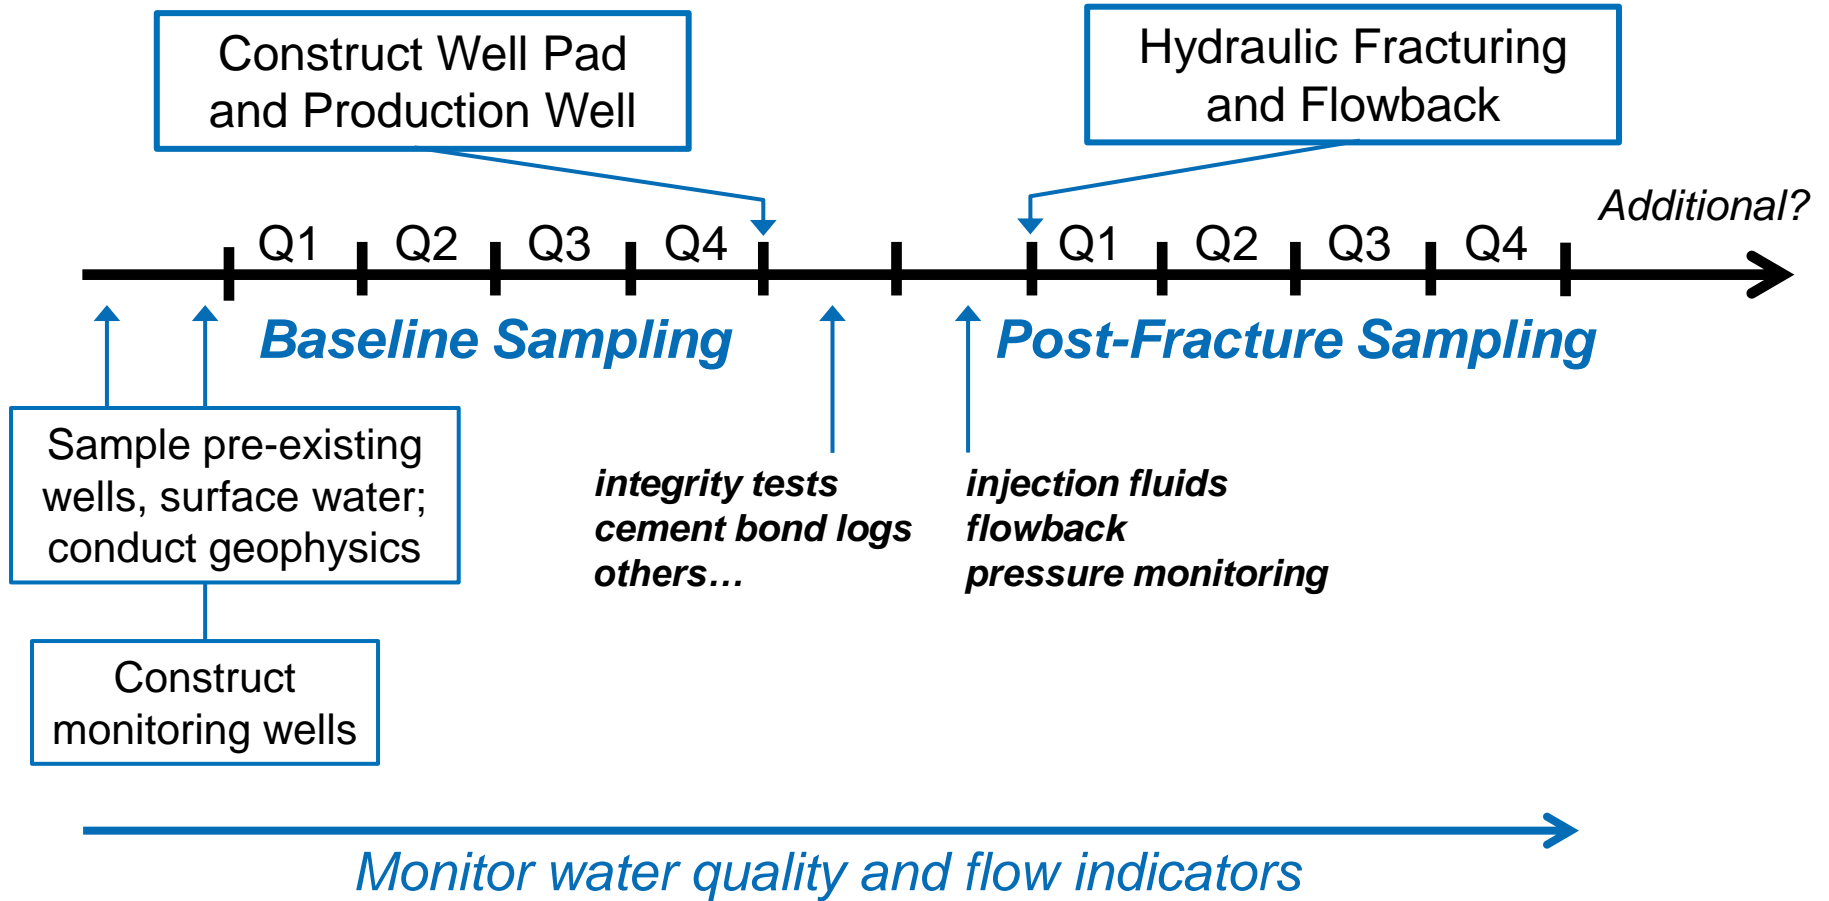 Construct Well Pad
and Production Well
Hydraulic Fracturing
and Flowback
Additional?
Q1 Q2 Q3 Q4 Q1 Q2 Q3 Q4
Baseline Sampling
Post-Fracture Sampling
Sample pre-existing
wells, surface water;
conduct geophysics
integrity tests
cement bond logs
others…
injection fluids
flowback
pressure monitoring
Construct
monitoring wells
Monitor water quality and flow indicators